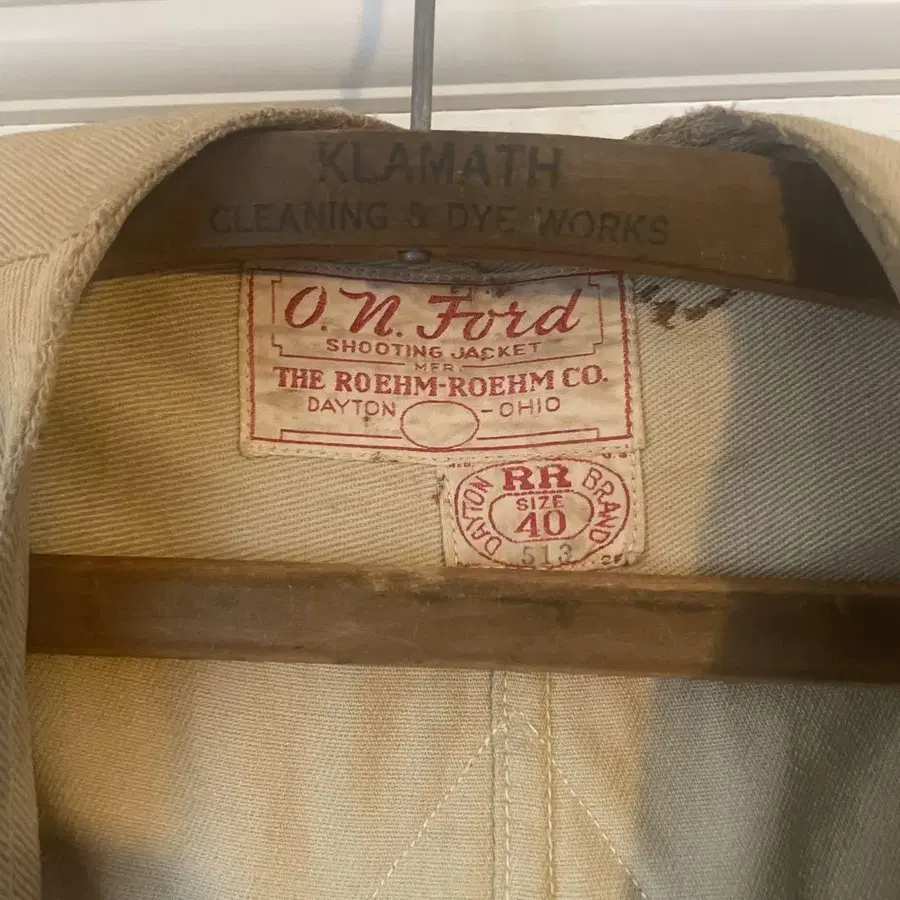 KLAMATH
CLEANING & DYE WORKS
O. N. Ford
SHOOTING JACKET
MFR
THE ROEHM-ROEHM CO.
DAYTON -OHIO
DAYTON RR BRAND
SIZE
40
513